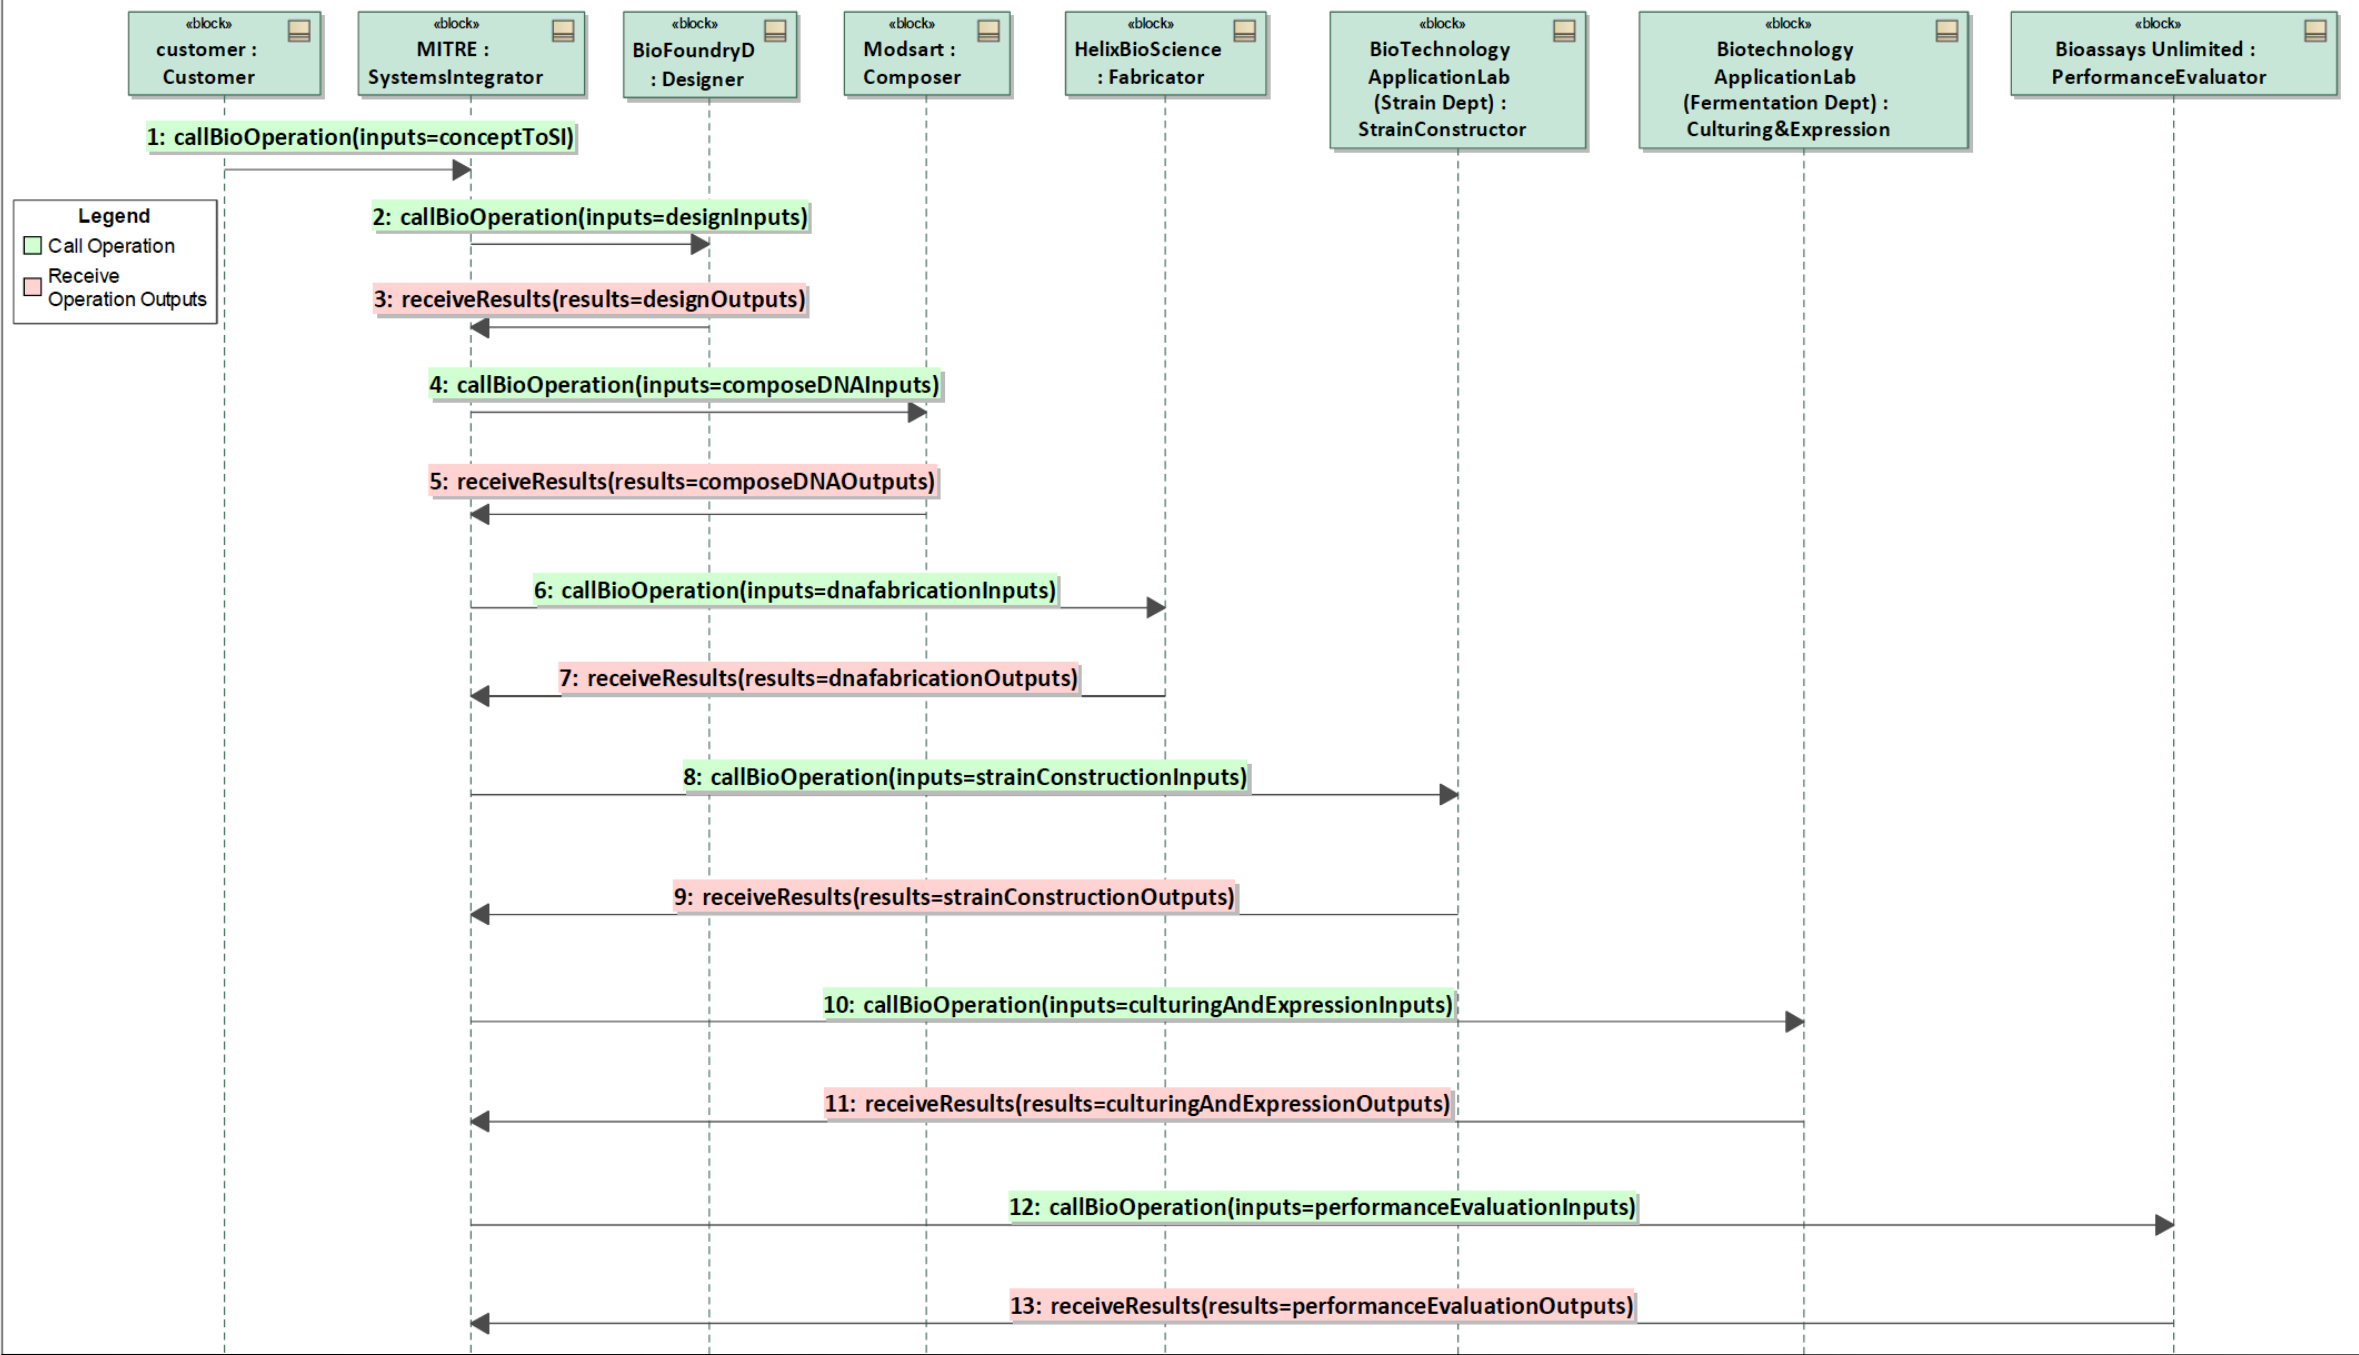 «block»
customer :
Customer
«block»
MITRE :
SystemsIntegrator
«block»
BioFoundryD
: Designer
«block»
Modsart :
Composer
«block»
HelixBioScience
: Fabricator
«block»
BioTechnology
ApplicationLab
(Strain Dept) :
StrainConstructor
«block»
Biotechnology
ApplicationLab
(Fermentation Dept) :
Culturing&Expression
«block»
Bioassays Unlimited :
PerformanceEvaluator
1: callBioOperation(inputs=conceptToSI)
Legend
Call Operation
Receive
Operation Outputs
2: callBioOperation(inputs=designInputs)
3: receiveResults(results=designOutputs)
4: callBioOperation(inputs=composeDNAInputs)
5: receiveResults(results=composeDNAOutputs)
6: callBioOperation(inputs=dnafabricationInputs)
7: receiveResults(results=dnafabricationOutputs)
8: callBioOperation(inputs=strainConstructionInputs)
9: receiveResults(results=strainConstructionOutputs)
10: callBioOperation(inputs=culturingAndExpressionInputs)
11: receiveResults(results=culturingAndExpressionOutputs)
12: callBioOperation(inputs=performanceEvaluationInputs)
13: receiveResults(results=performanceEvaluationOutputs)